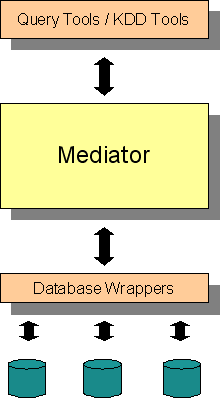 Query Tools / KDD Tools
Mediator
Database Wrappers